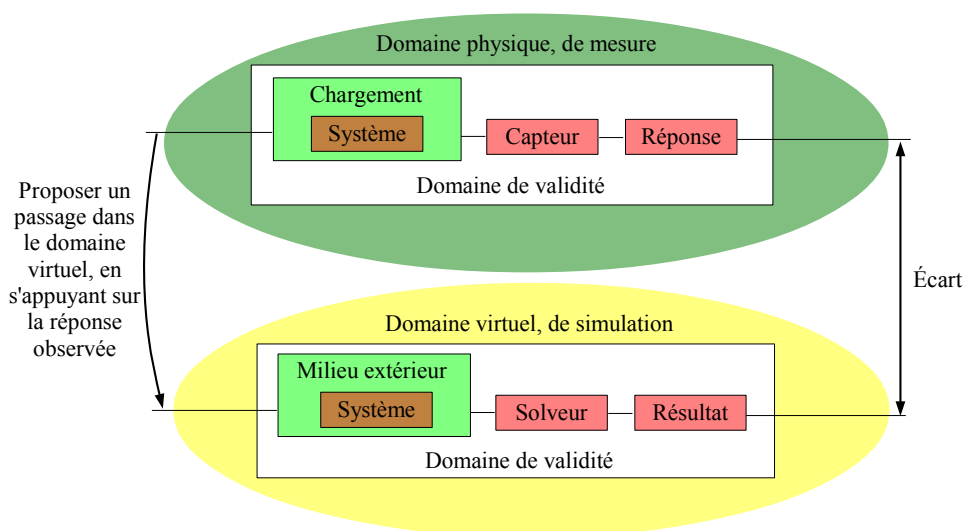 Domaine physique, de mesure
Chargement
Système
Capteur
Réponse
Domaine de validité
Proposer un
passage dans
le domaine
virtuel, en
s'appuyant sur
la réponse
observée
Écart
Domaine virtuel, de simulation
Milieu extérieur
Système
Solveur
Résultat
Domaine de validité